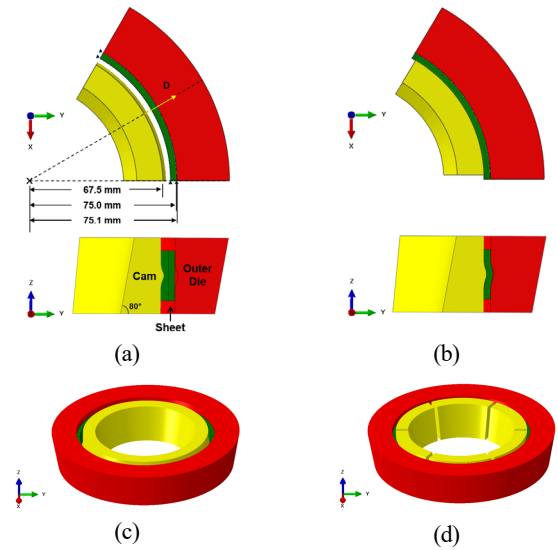 D
Y
X
67.5 mm
75.0 mm
75.1 mm
Z
Y
80°
Cam
Outer
Die
Sheet
(a)
Y
X
Z
Y
(b)
Z
Y
X
(c)
Z
Y
X
(d)